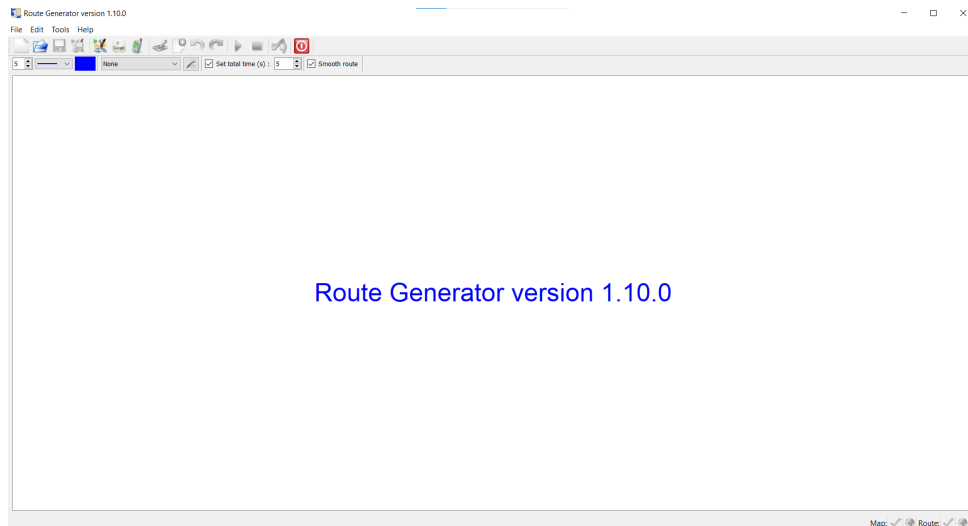 Route Generator version 1.10.0
File Edit Tools Help
Google
5 None Set total time (s) : 5 Smooth route
Route Generator version 1.10.0
Map: Route: